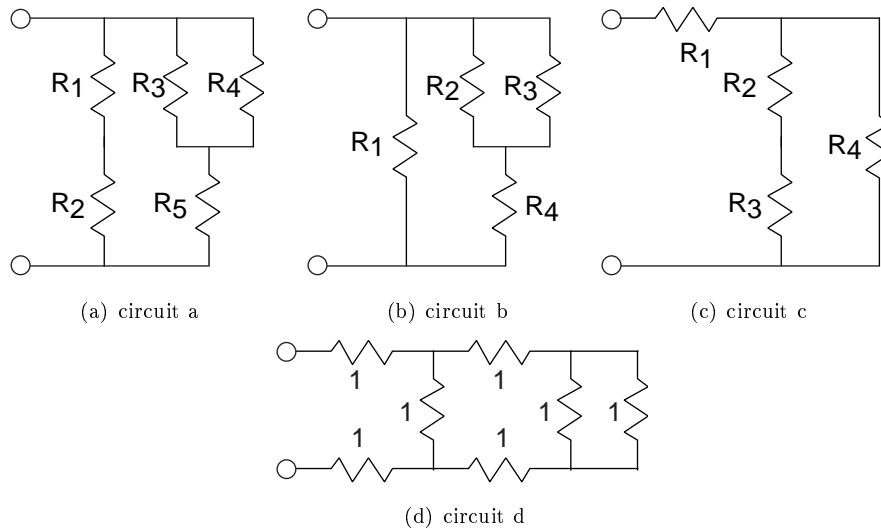 R1 R3 R4
R2 R5
(a) circuit a
R2 R3
R1
R4
(b) circuit b
R1
R2
R4
R3
(c) circuit c
1 1
1 1 1
1 1
(d) circuit d